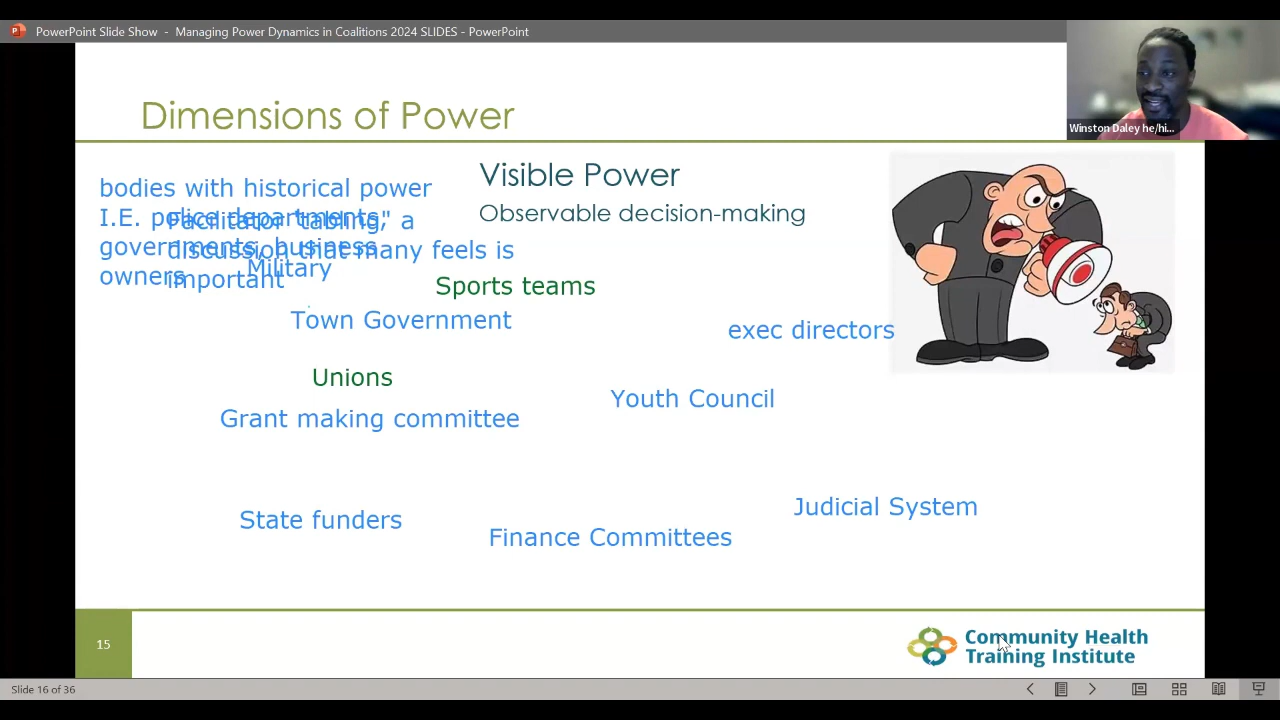 PowerPoint Slide Show - Managing Power Dynamics in Coalitions 2024 SLIDES - PowerPoint
Winston Daley he/hi...
Dimensions of Power
Visible Power
Observable decision-making
bodies with historical power
I.E. police departments,
governments, business
owners
Facilitator "tabling" a
discussion that many feels is
important
Military
Sports teams
Town Government
exec directors
Unions
Youth Council
Grant making committee
Judicial System
State funders
Finance Committees
15
Community Health
Training Institute
Slide 16 of 36